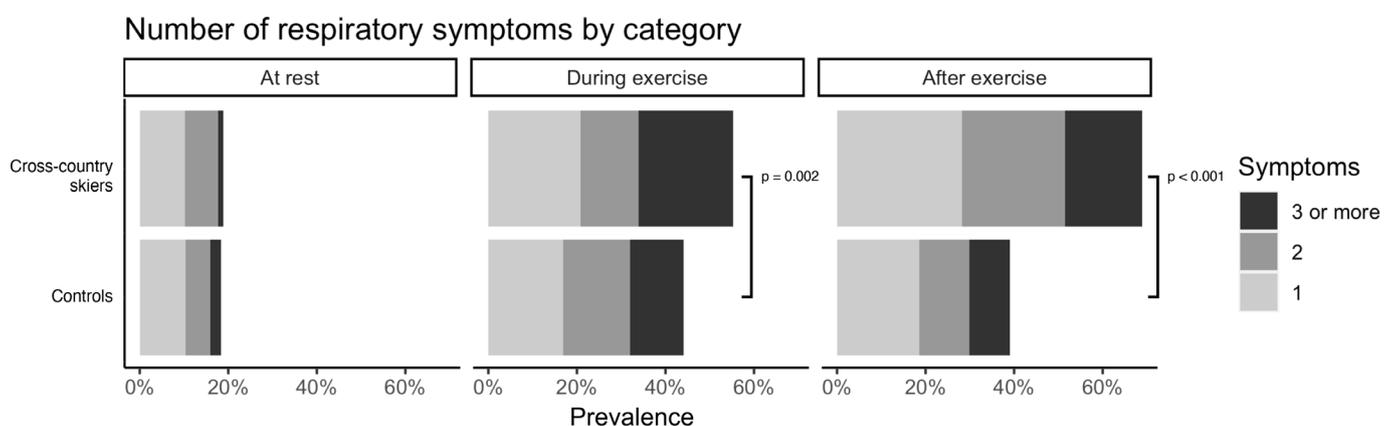 Number of respiratory symptoms by category
At rest
During exercise
After exercise
Cross-country
skiers
Controls
p = 0.002
p < 0.001
Symptoms
3 or more
2
1
0% 20% 40% 60%
0% 20% 40% 60%
0% 20% 40% 60%
Prevalence